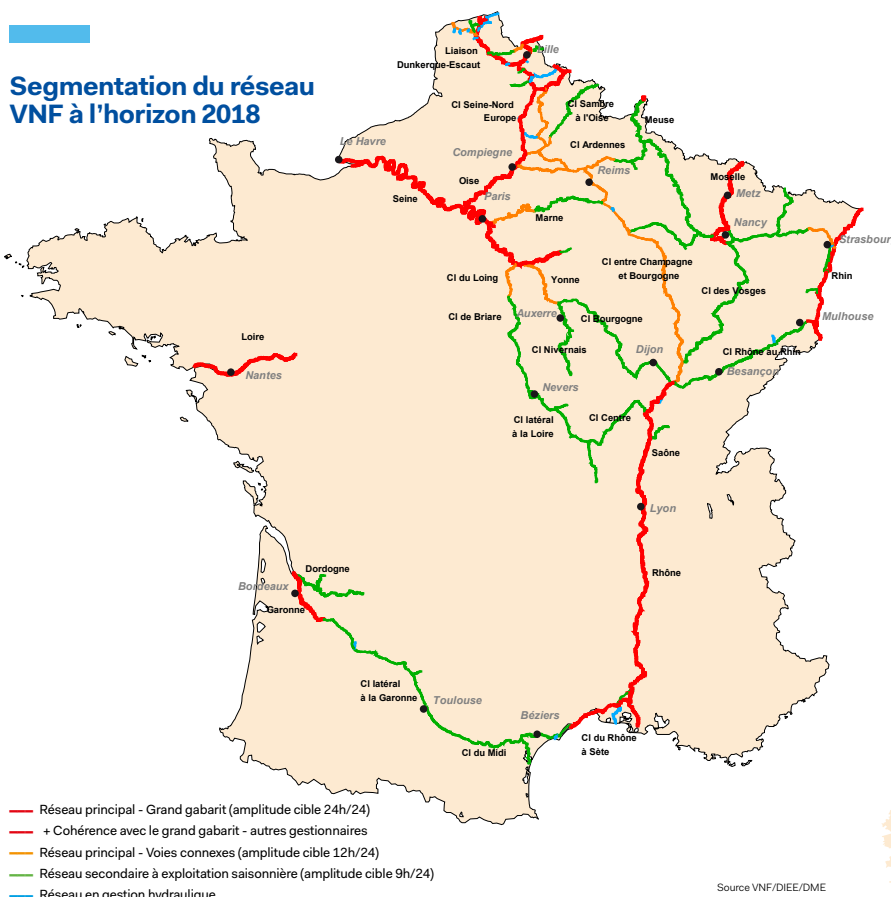 Segmentation du réseau
VNF à l'horizon 2018
Liaison
Dunkerque-Escaut
Lille
Cl Seine-Nord
Europe
Cl Sambre
à l'Oise
Meuse
Cl Ardennes
Le Havre
Compiegne
Oise
Reims
Seine
Paris
Marne
Moselle
Metz
Nancy
Strasbour
Rhin
Cl entre Champagne
et Bourgogne
Cl des Vosges
Cl du Loing
Yonne
Cl de Briare
Auxerre
Cl Bourgogne
Mulhouse
Cl Nivernais
Dijon
Cl Rhône au Rhin
Besançon
Loire
Nantes
Nevers
Cl latéral
à la Loire
Cl Centre
Saône
Lyon
Rhône
Dordogne
Bordeaux
Garonne
Cl latéral
à la Garonne
Toulouse
Béziers
Cl du Midi
Cl du Rhône
à Sète
Réseau principal - Grand gabarit (amplitude cible 24h/24)
+ Cohérence avec le grand gabarit - autres gestionnaires
Réseau principal - Voies connexes (amplitude cible 12h/24)
Réseau secondaire à exploitation saisonnière (amplitude cible 9h/24)
Réseau en gestion hydraulique
Source VNF/DIEE/DME